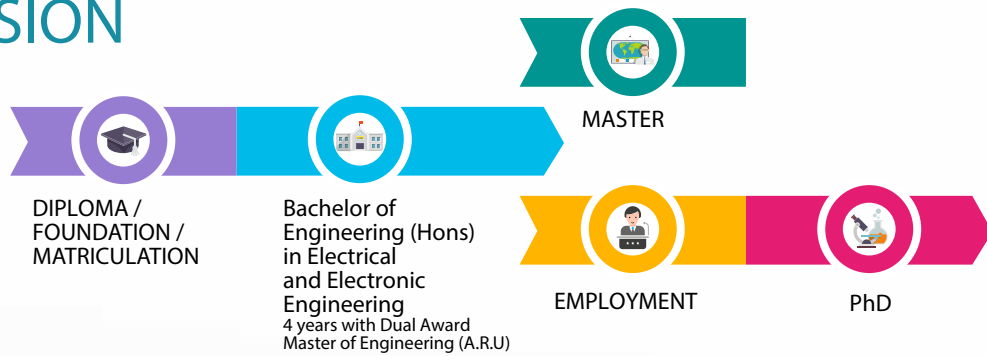 SION
MASTER
DIPLOMA /
FOUNDATION /
MATRICULATION
Bachelor of
Engineering (Hons)
in Electrical
and Electronic
Engineering
4 years with Dual Award
Master of Engineering (A.R.U)
EMPLOYMENT
PhD